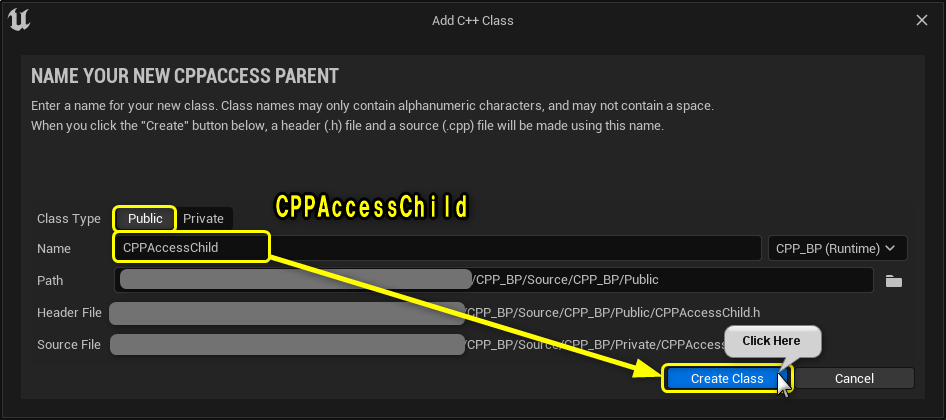 Add C++ Class
NAME YOUR NEW CPPACCESS PARENT
Enter a name for your new class. Class names may only contain alphanumeric characters, and may not contain a space.
When you click the "Create" button below, a header (.h) file and a source (.cpp) file will be made using this name.
CPPAccessChild
Class Type Public Private
Name CPPAccessChild CPP_BP (Runtime)
Path /CPP_BP/Source/CPP_BP/Public
Header File /CPP_BP/Source/CPP_BP/Public/CPPAccessChild.h
Source File /CPP_BP/Source/CPP_BP/Private/CPPAccess
Click Here
Create Class Cancel